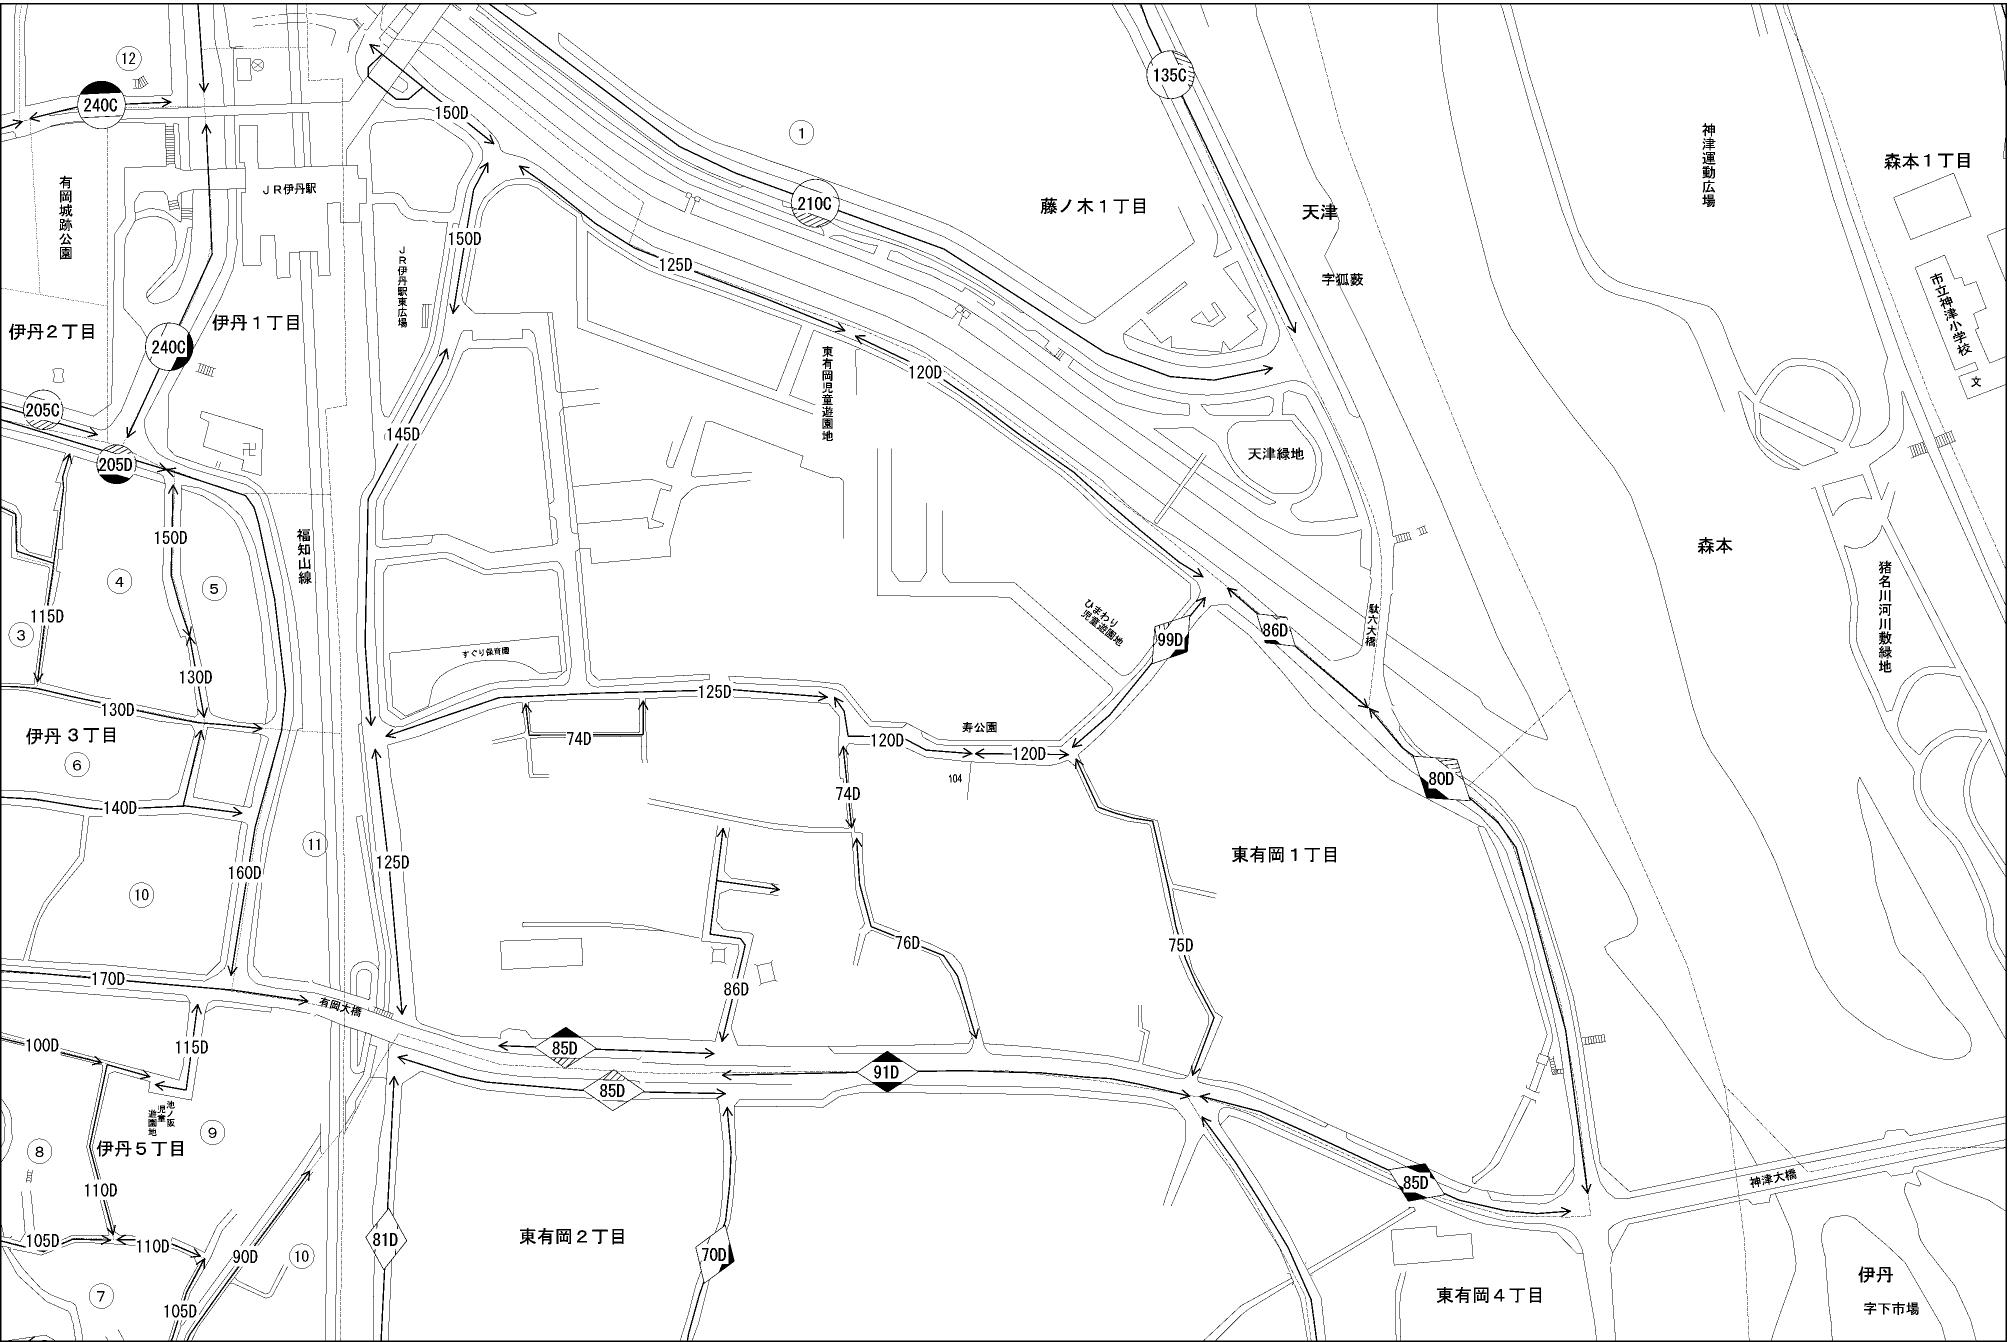 12
240C
135C
150D
1
神津運動広場
森本1丁目
有岡城跡公園
JR伊丹駅
210C
藤ノ木1丁目
天津
150D
JR伊丹駅東広場
125D
字狐薮
市立神津小学校
伊丹2丁目
伊丹1丁目
240C
東有岡児童遊園地
120D
文
205C
145D
天津緑地
205D
福知山線
150D
森本
4
5
115D
3
ひまわり
児童遊園地
99D
86D
駄六大橋
猪名川河川敷緑地
すぐり保育園
130D
130D
125D
伊丹3丁目
74D
120D
寿公園
120D
6
104
80D
140D
74D
11
125D
東有岡1丁目
160D
10
76D
75D
170D
86D
有岡大橋
100D
115D
85D
91D
85D
池ノ阪
児童
遊園地
9
伊丹5丁目
8
110D
85D
神津大橋
105D
110D
90D
10
81D
東有岡2丁目
70D
7
105D
東有岡4丁目
伊丹
字下市場